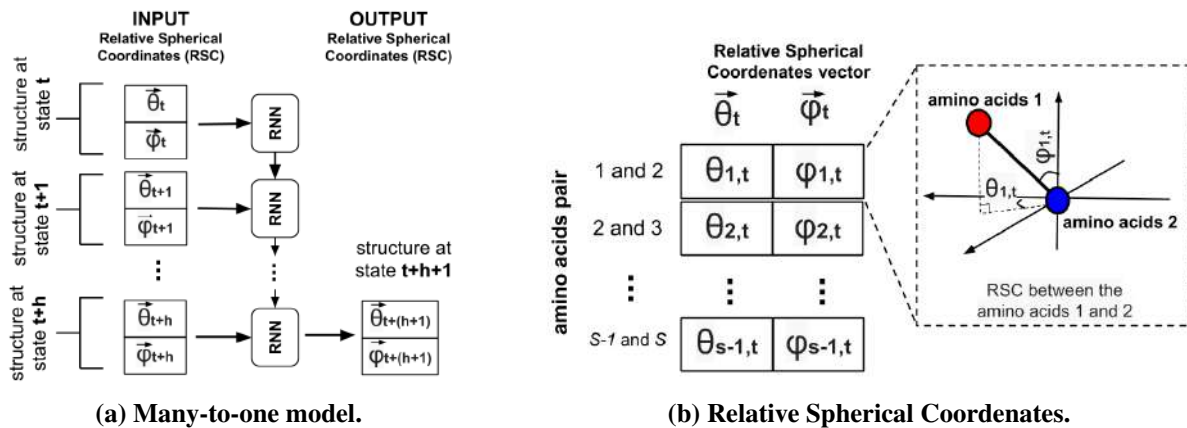 INPUT
Relative Spherical
Coordinates (RSC)
OUTPUT
Relative Spherical
Coordinates (RSC)
structure at
state t
θt
φt
RNN
structure at
state t+1
θt+1
φt+1
RNN
structure at
state t+h+1
structure at
state t+h
θt+h
φt+h
RNN
θt+(h+1)
φt+(h+1)
(a) Many-to-one model.
Relative Spherical
Coordenates vector
θt φt
amino acids pair
1 and 2 θ1,t φ1,t
2 and 3 θ2,t φ2,t
S-1 and S θs-1,t φs-1,t
amino acids 1
φ1,t
θ1,t
amino acids 2
RSC between the
amino acids 1 and 2
(b) Relative Spherical Coordenates.